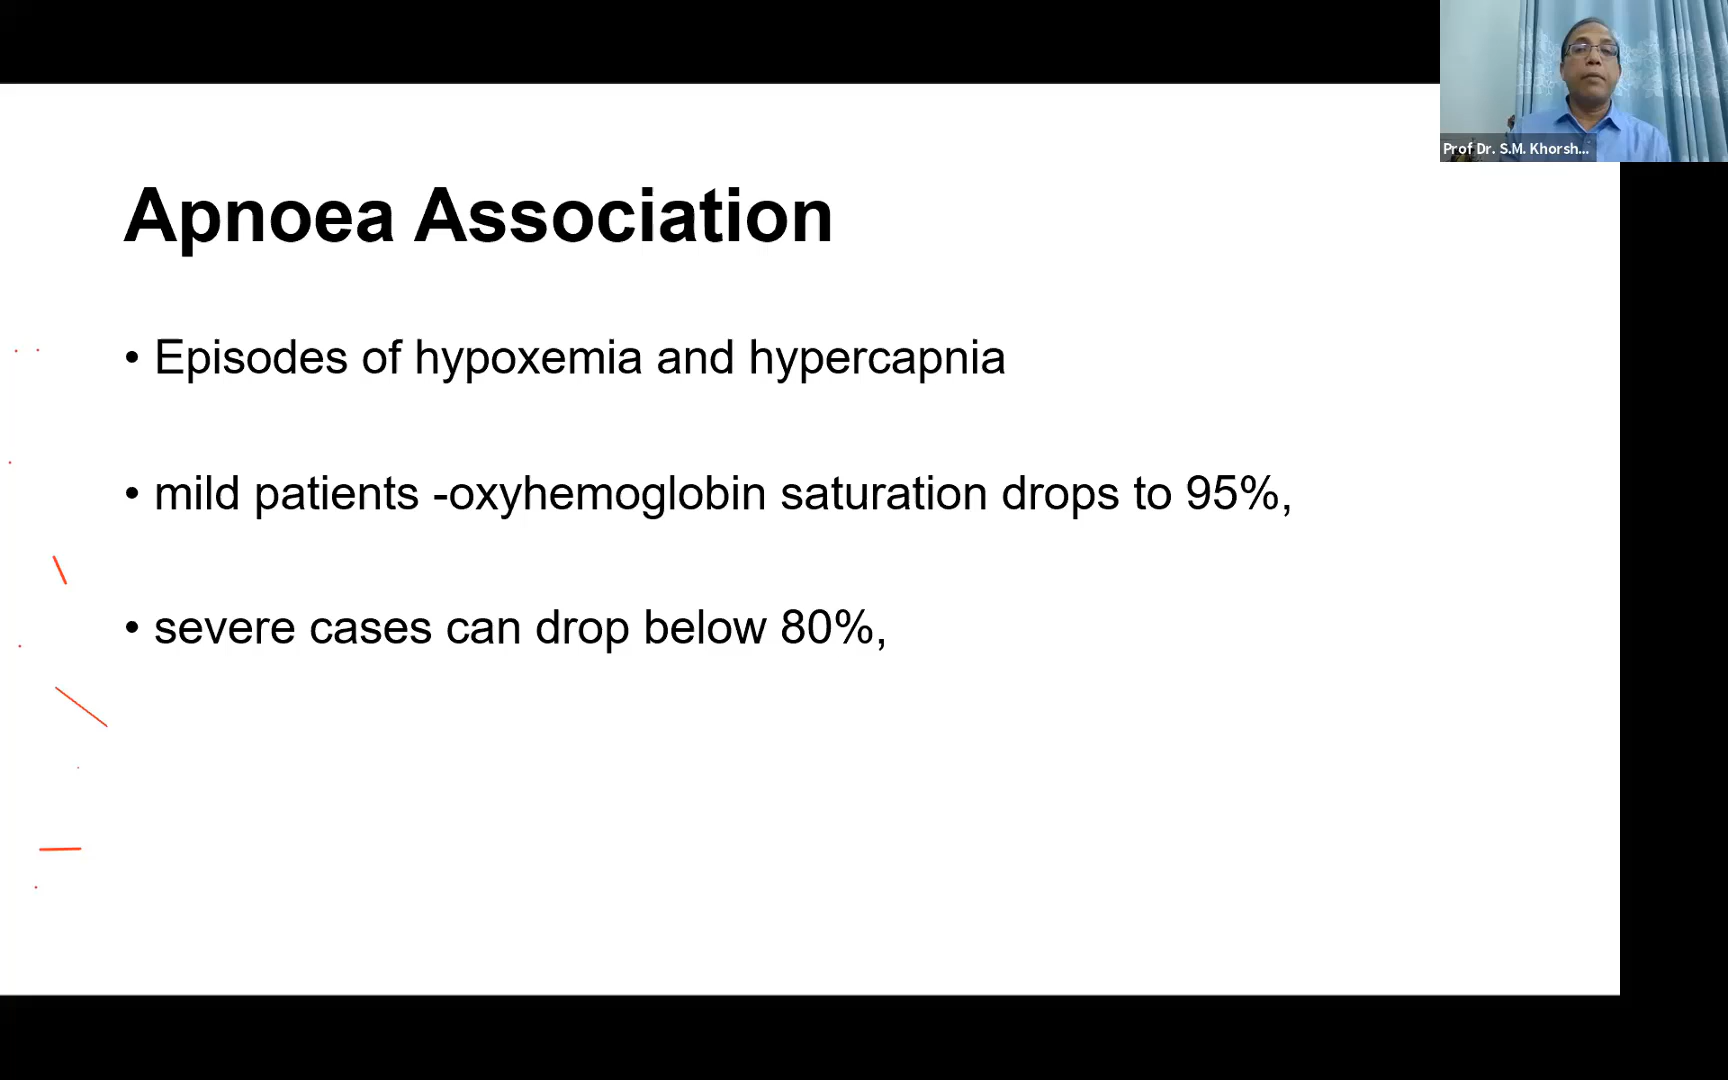 Prof Dr. S.M. Khorsh...
Apnoea Association
• Episodes of hypoxemia and hypercapnia
• mild patients -oxyhemoglobin saturation drops to 95%,
• severe cases can drop below 80%,